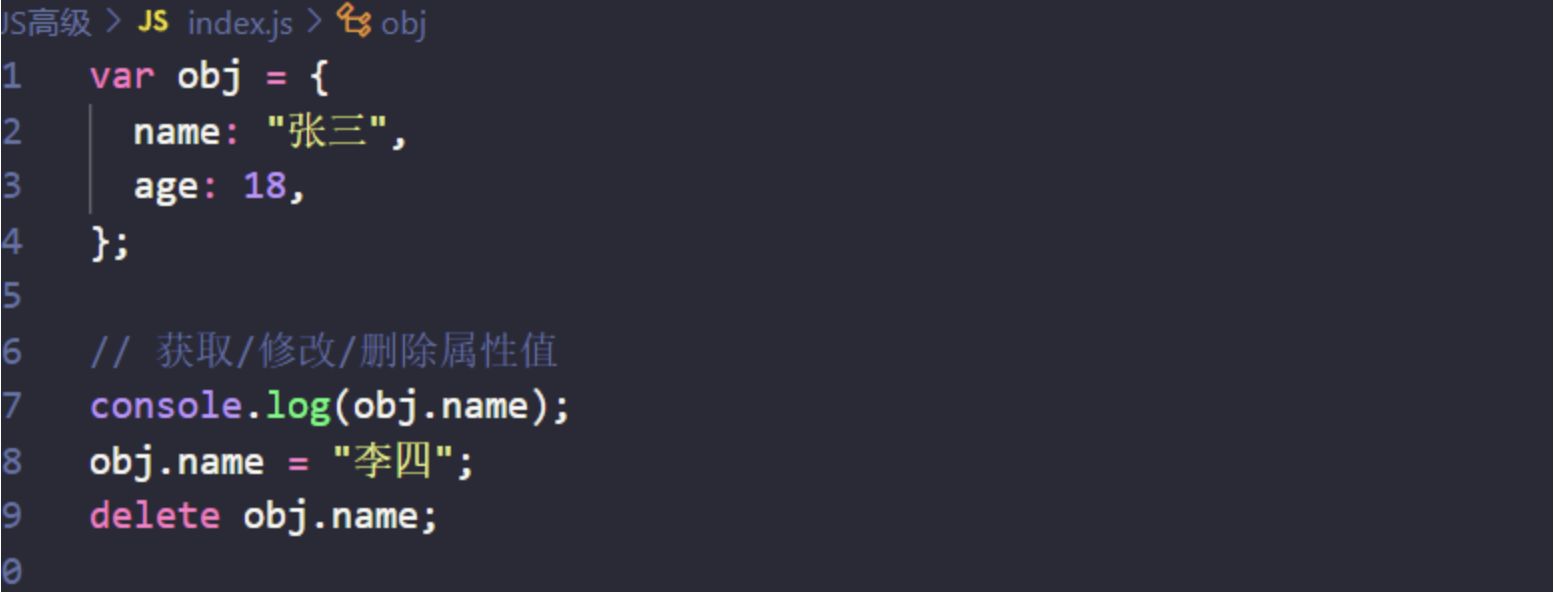 JS高级 > JS index.js > obj
1 var obj = {
2 name: "张三",
3 age: 18,
4 };
5
6 // 获取/修改/删除属性值
7 console.log(obj.name);
8 obj.name = "李四";
9 delete obj.name;
0